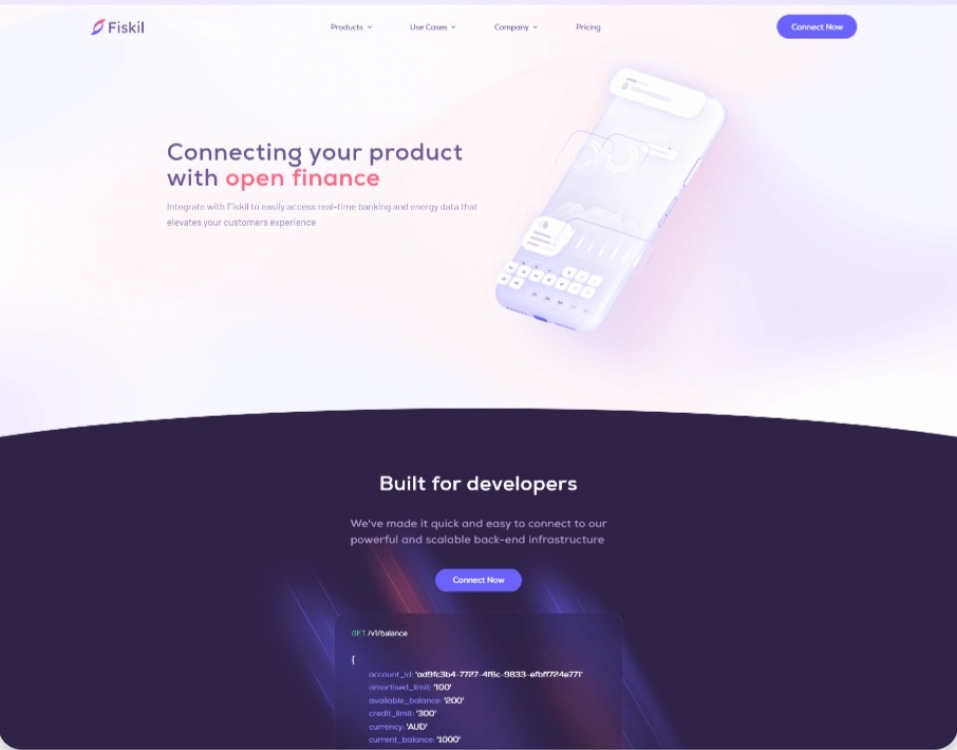 Fiskil
Products
Use Cases
Company
Pricing
Connect Now
Connecting your product
with open finance
Integrate with Fiskil to easily access real-time banking and energy data that
elevates your customers experience
Built for developers
We've made it quick and easy to connect to our
powerful and scalable back-end infrastructure
Connect Now
GET /v1/balance
{
account_id: 'ad9fc3b4-7727-4f6c-9833-efbff724e771'
amortised_limit: '100'
available_balance: '200'
credit_limit: '300'
currency: 'AUD'
current_balance: '1000'